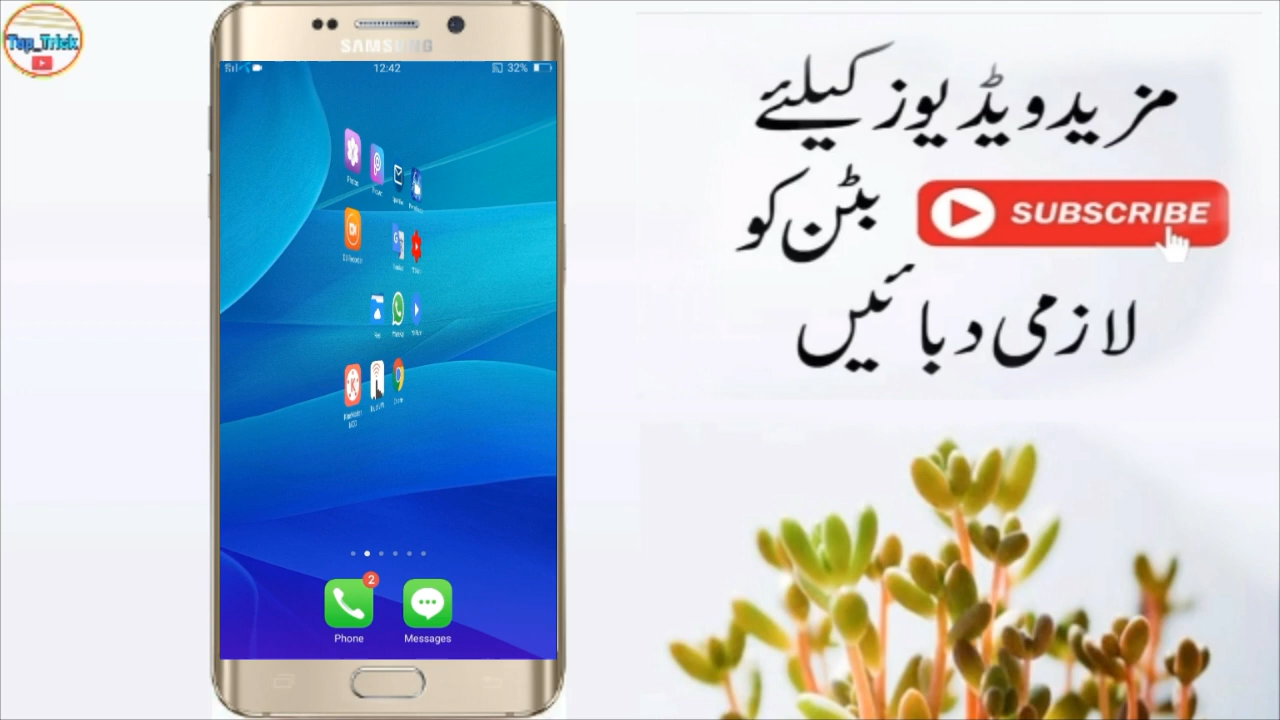 Top_Trick
SAMSUNG
12:42
32%
2
Phone
Messages
مزید ویڈیوز کیلئے
SUBSCRIBE بٹن کو
لازمی دبائیں